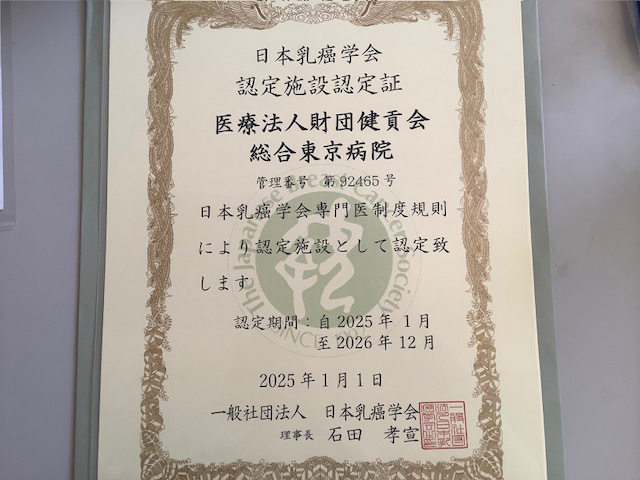 日本乳癌学会
認定施設認定証
医療法人財団健貢会
総合東京病院
管理番号 第92465号
日本乳癌学会専門医制度規則
により認定施設として認定致
します
認定期間：自2025年 1月
至2026年12月
2025年1月1日
一般社団法人 日本乳癌学会
理事長 石田 孝宣
The Japanese Breast Cancer Society